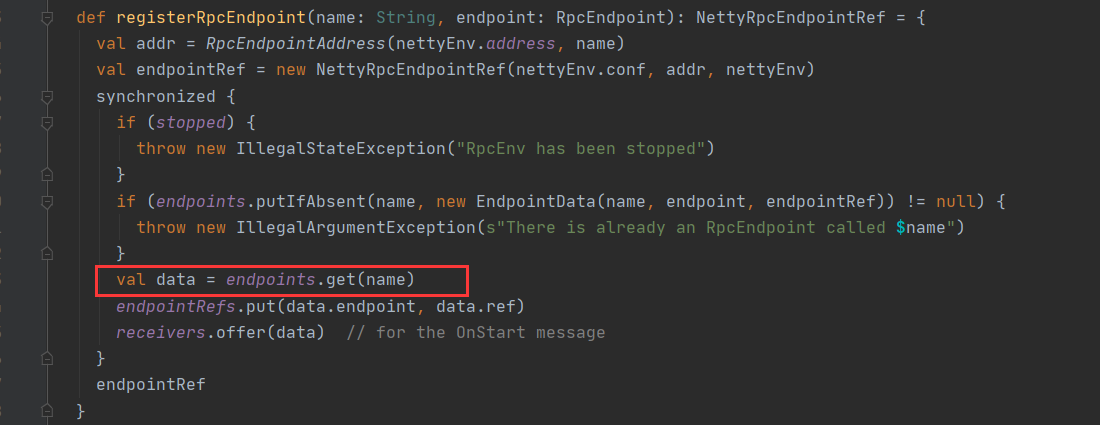 def registerRpcEndpoint(name: String, endpoint: RpcEndpoint): NettyRpcEndpointRef = {
val addr = RpcEndpointAddress(nettyEnv.address, name)
val endpointRef = new NettyRpcEndpointRef(nettyEnv.conf, addr, nettyEnv)
synchronized {
if (stopped) {
throw new IllegalStateException("RpcEnv has been stopped")
}
if (endpoints.putIfAbsent(name, new EndpointData(name, endpoint, endpointRef)) != null) {
throw new IllegalArgumentException(s"There is already an RpcEndpoint called $name")
}
val data = endpoints.get(name)
endpointRefs.put(data.endpoint, data.ref)
receivers.offer(data)  // for the OnStart message
}
endpointRef
}